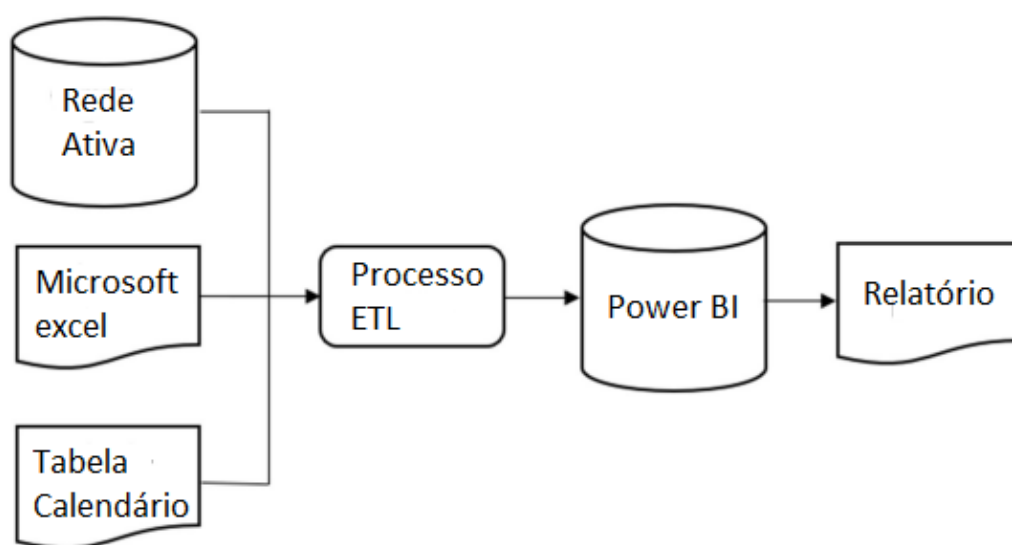 Rede
Ativa
Microsoft
excel
Processo
ETL
Power BI
Relatório
Tabela
Calendário